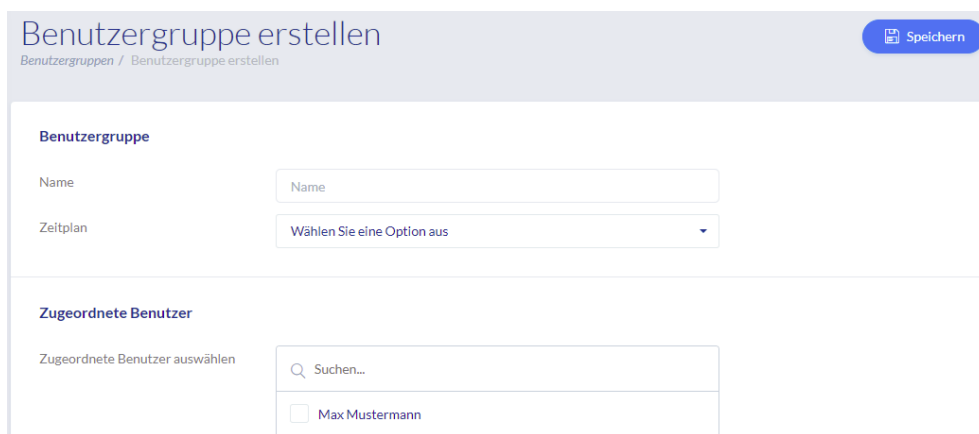 Benutzergruppe erstellen
Speichern
Benutzergruppen / Benutzergruppe erstellen
Benutzergruppe
Name
Name
Zeitplan
Wählen Sie eine Option aus
Zugeordnete Benutzer
Zugeordnete Benutzer auswählen
Suchen...
Max Mustermann